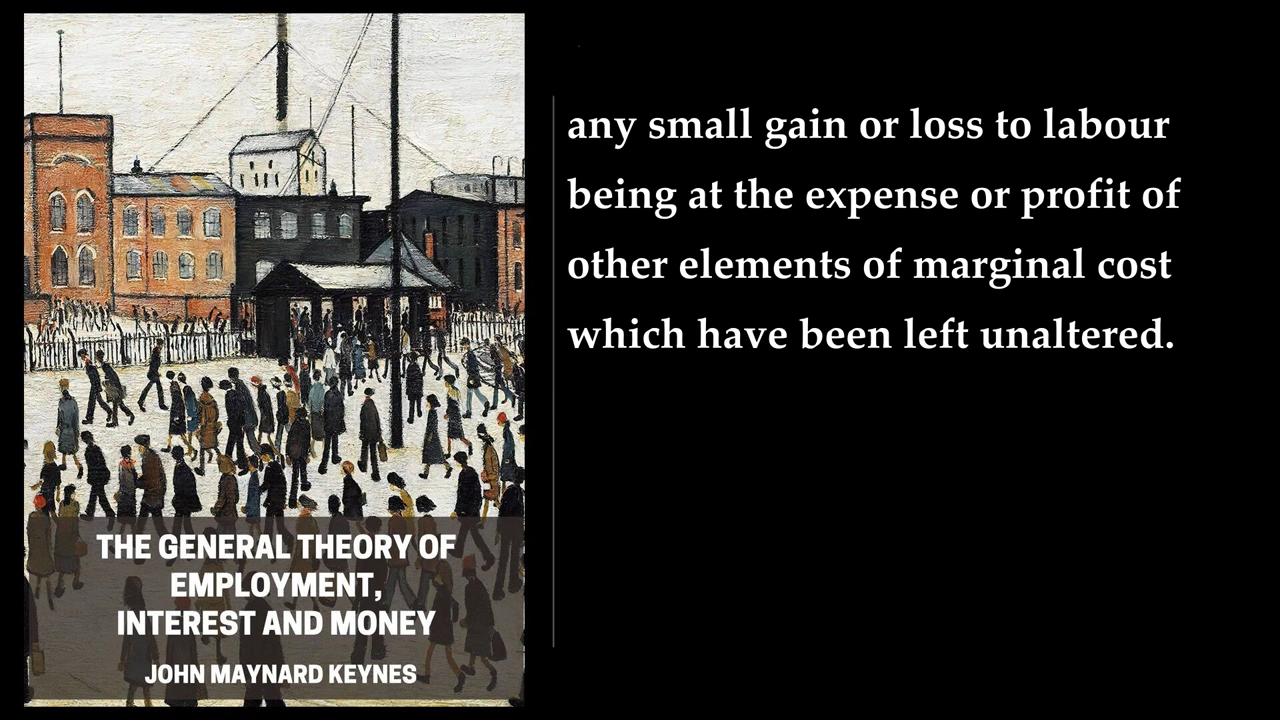 any small gain or loss to labour
being at the expense or profit of
other elements of marginal cost
which have been left unaltered.
THE GENERAL THEORY OF
EMPLOYMENT,
INTEREST AND MONEY
JOHN MAYNARD KEYNES